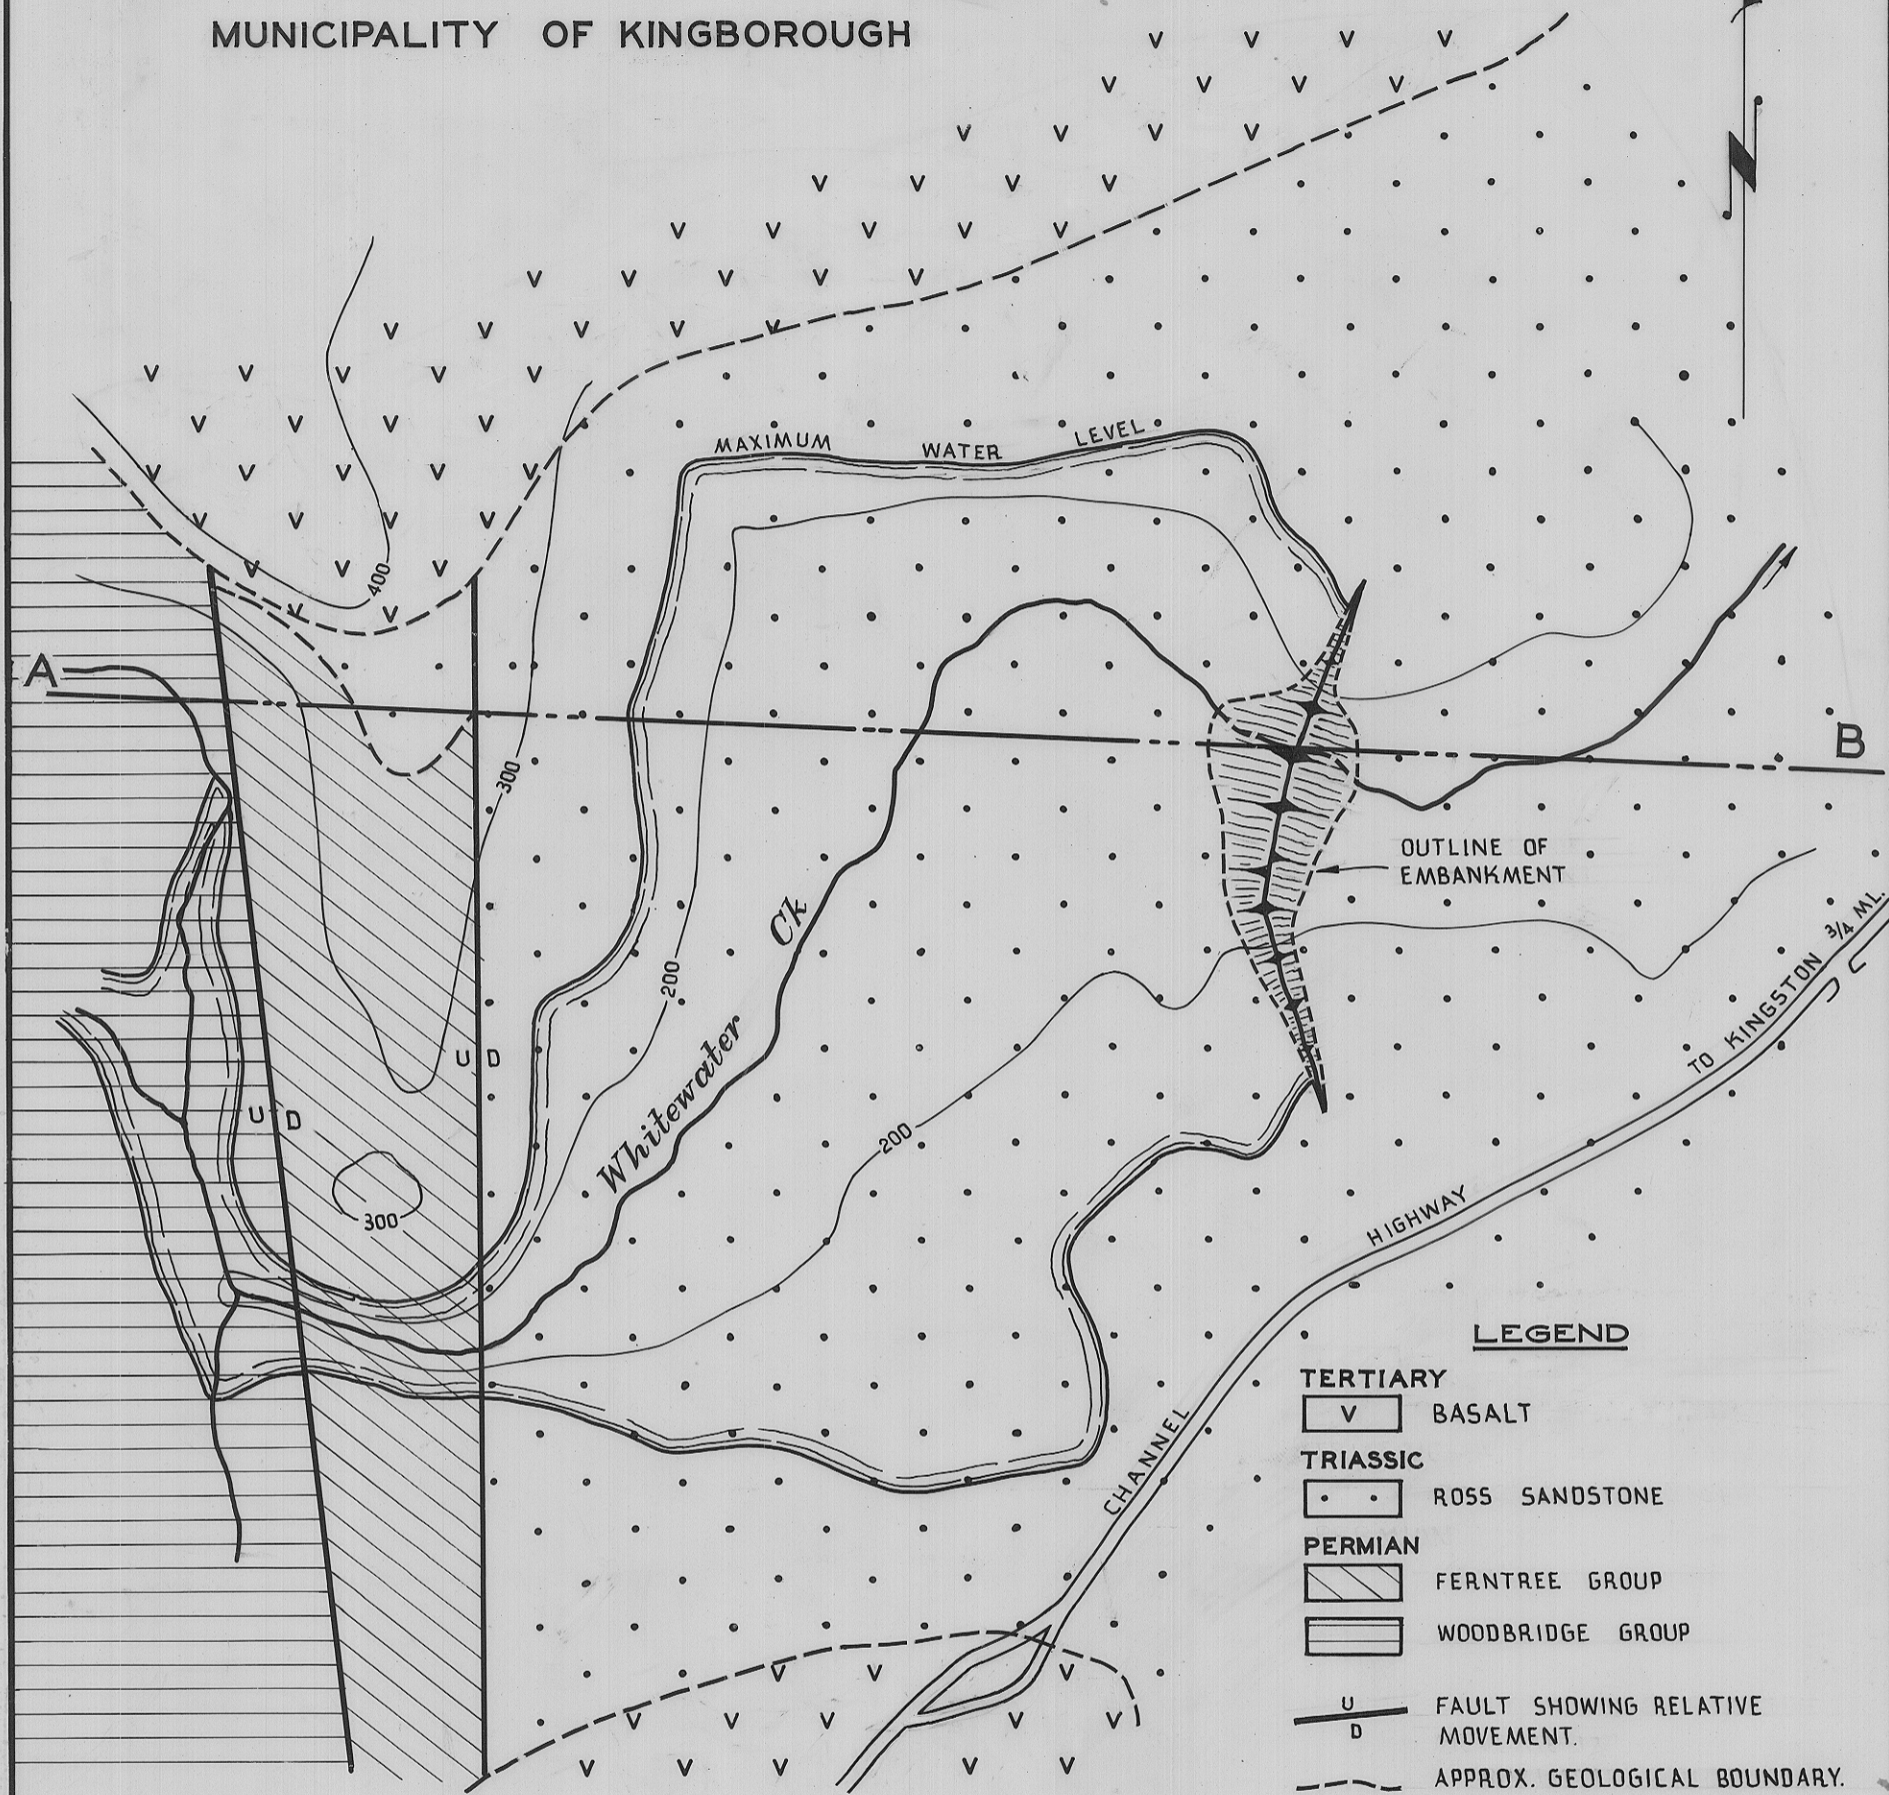 MUNICIPALITY OF KINGBOROUGH
N
MAXIMUM WATER LEVEL
400
A
B
300
OUTLINE OF
EMBANKMENT
Whitewater Ck
200
200
U D
U D
300
TO KINGSTON 3/4 ML.
CHANNEL HIGHWAY
LEGEND
TERTIARY
V BASALT
TRIASSIC
ROSS SANDSTONE
PERMIAN
FERNTREE GROUP
WOODBRIDGE GROUP
U
D
FAULT SHOWING RELATIVE
MOVEMENT.
APPROX. GEOLOGICAL BOUNDARY.